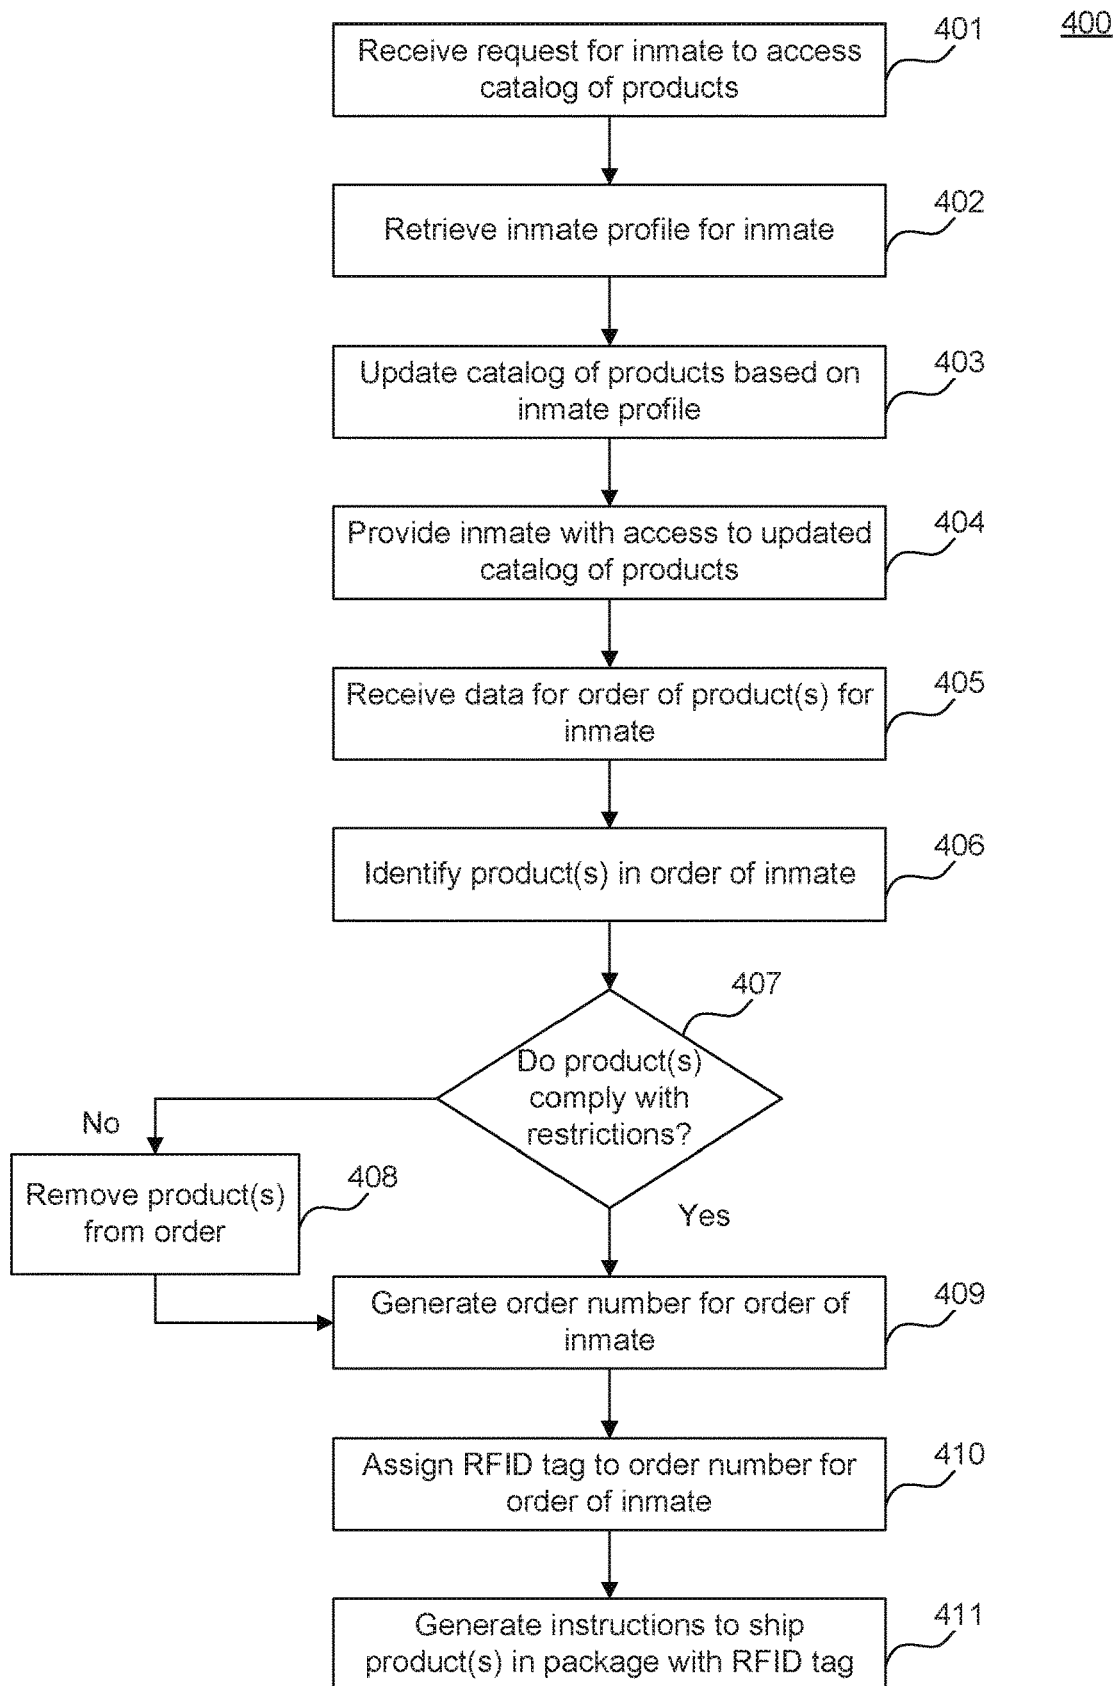 400
401
Receive request for inmate to access
catalog of products
402
Retrieve inmate profile for inmate
403
Update catalog of products based on
inmate profile
404
Provide inmate with access to updated
catalog of products
405
Receive data for order of product(s) for
inmate
406
Identify product(s) in order of inmate
407
Do product(s)
comply with
restrictions?
No
408
Remove product(s)
from order
Yes
409
Generate order number for order of
inmate
410
Assign RFID tag to order number for
order of inmate
411
Generate instructions to ship
product(s) in package with RFID tag